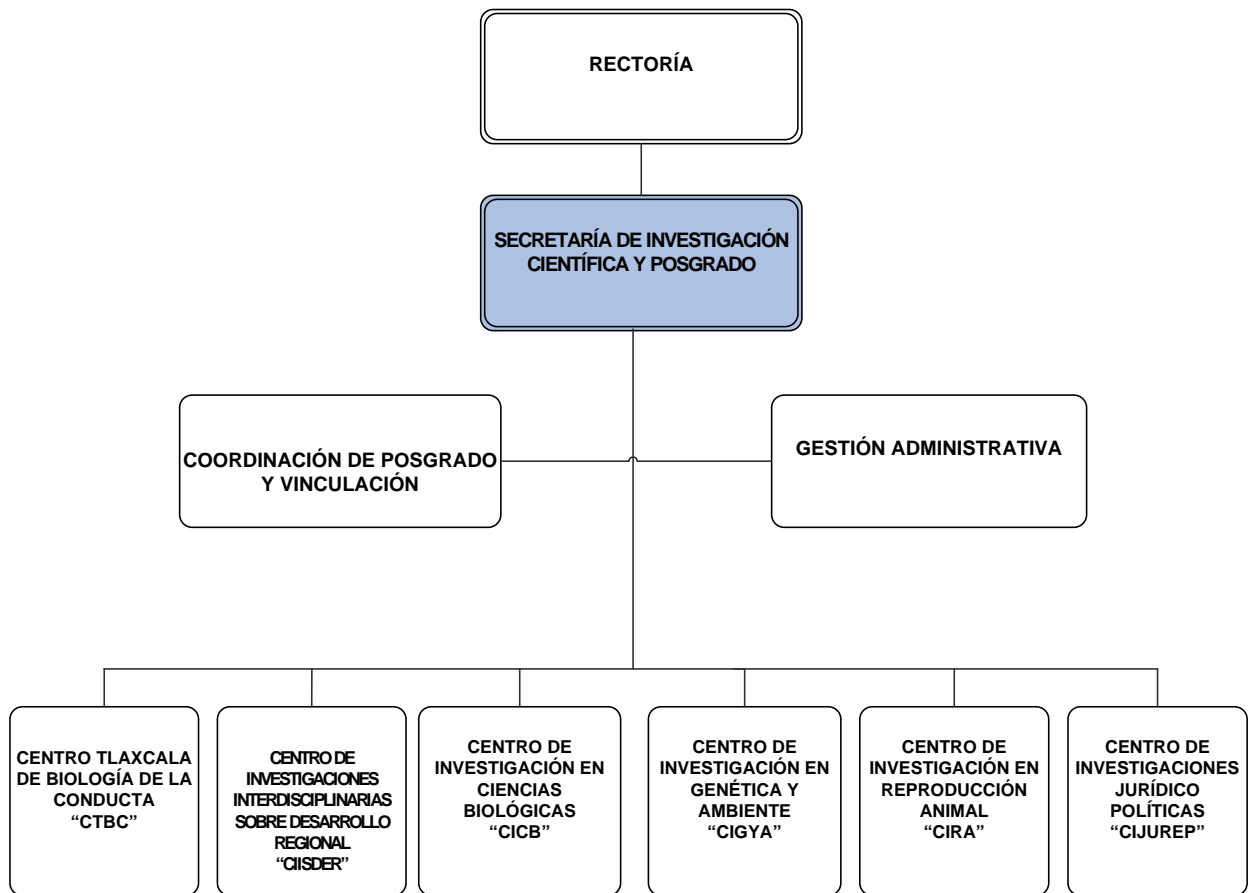 RECTORÍA
SECRETARÍA DE INVESTIGACIÓN
CIENTÍFICA Y POSGRADO
COORDINACIÓN DE POSGRADO
Y VINCULACIÓN
GESTIÓN ADMINISTRATIVA
CENTRO TLAXCALA
DE BIOLOGÍA DE LA
CONDUCTA
“CTBC”
CENTRO DE
INVESTIGACIONES
INTERDISCIPLINARIAS
SOBRE DESARROLLO
REGIONAL
“CIISDER”
CENTRO DE
INVESTIGACIÓN EN
CIENCIAS
BIOLÓGICAS
“CICB”
CENTRO DE
INVESTIGACIÓN EN
GENÉTICA Y
AMBIENTE
“CIGYA”
CENTRO DE
INVESTIGACIÓN EN
REPRODUCCIÓN
ANIMAL
“CIRA”
CENTRO DE
INVESTIGACIONES
JURÍDICO
POLÍTICAS
“CIJUREP”